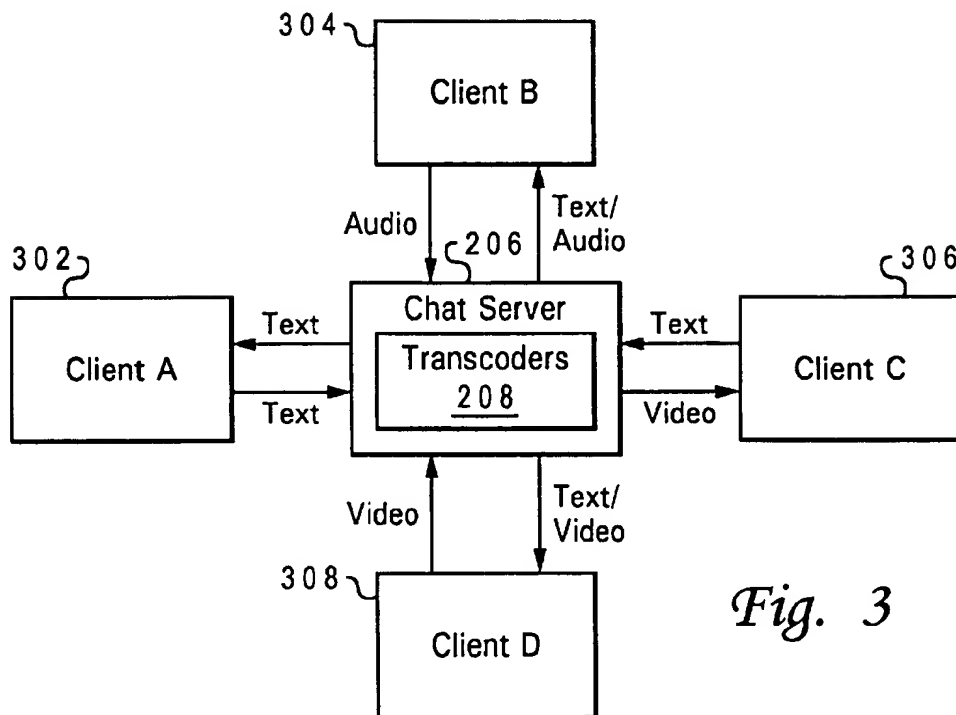 304
Client B
Audio
Text/
Audio
206
302
306
Chat Server
Transcoders
208
Text
Client A
Text
Text
Client C
Video
Video
Text/
Video
308
Client D
Fig. 3